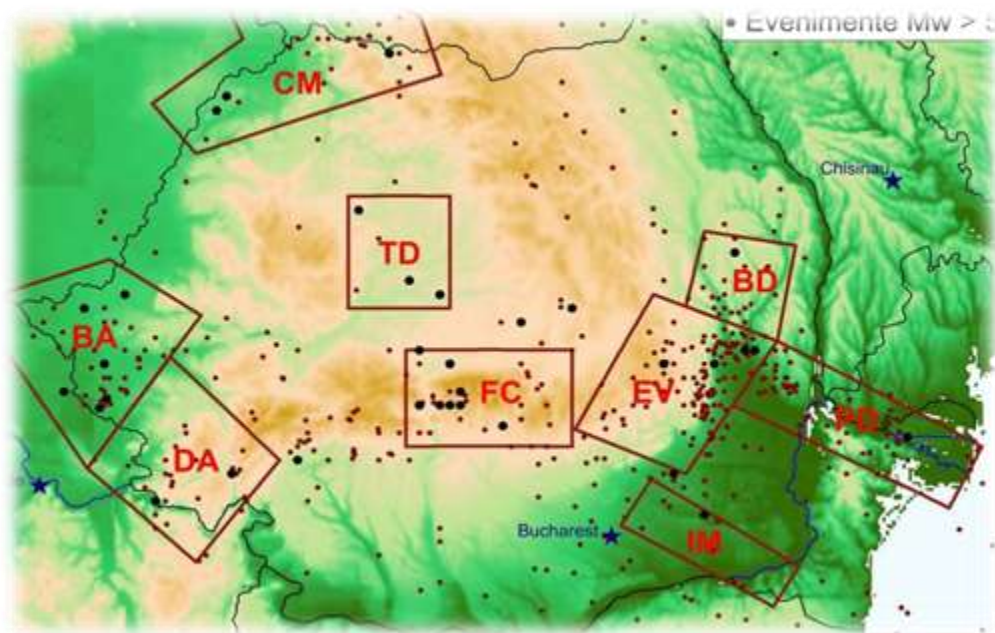 • Evenimente Mw > 5
CM
Chisinau
TD
BD
BA
FC
EV
PD
DA
Bucharest
IM